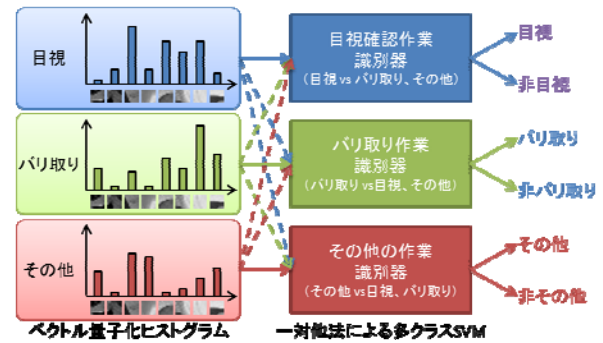 目視
バリ取り
その他
ベクトル量子化ヒストグラム
目視確認作業
識別器
(目視 vs バリ取り、その他)
バリ取り作業
識別器
(バリ取り vs目視、その他)
その他の作業
識別器
(その他 vs目視、バリ取り)
一対他法による多クラスSVM
目視
非目視
バリ取り
非バリ取り
その他
非その他